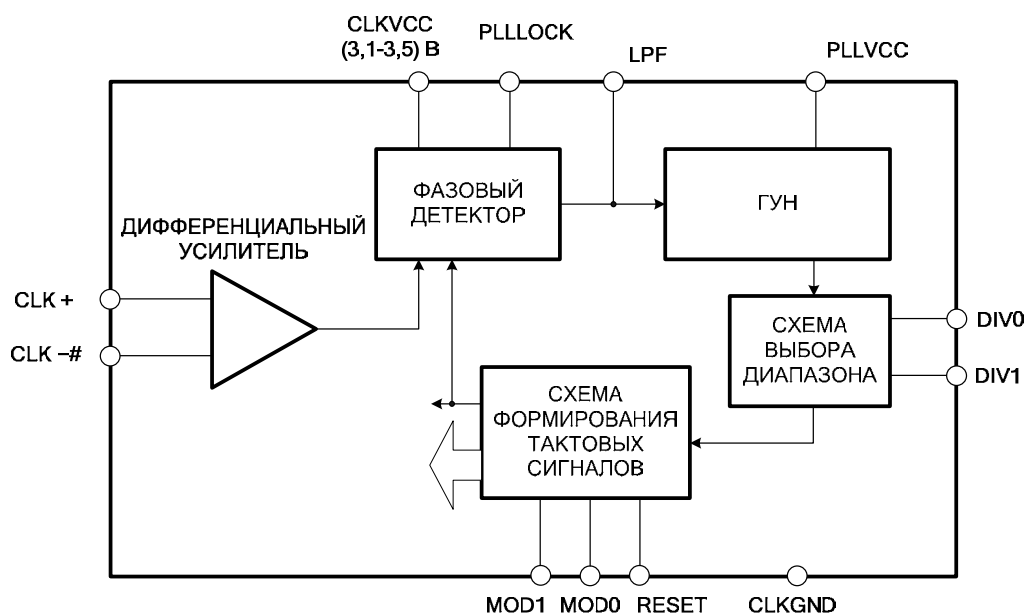 CLKVCC
(3,1-3,5) В
PLLLOCK
LPF
PLLVCC
ФАЗОВЫЙ
ДЕТЕКТОР
ГУН
ДИФФЕРЕНЦИАЛЬНЫЙ
УСИЛИТЕЛЬ
CLK +
CLK –#
СХЕМА
ВЫБОРА
ДИАПАЗОНА
DIV0
DIV1
СХЕМА
ФОРМИРОВАНИЯ
ТАКТОВЫХ
СИГНАЛОВ
MOD1
MOD0
RESET
CLKGND